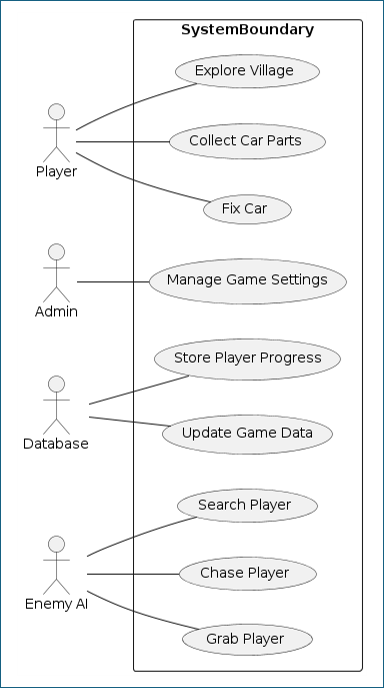 SystemBoundary
Explore Village
Collect Car Parts
Player
Fix Car
Manage Game Settings
Admin
Store Player Progress
Update Game Data
Database
Search Player
Chase Player
Enemy AI
Grab Player